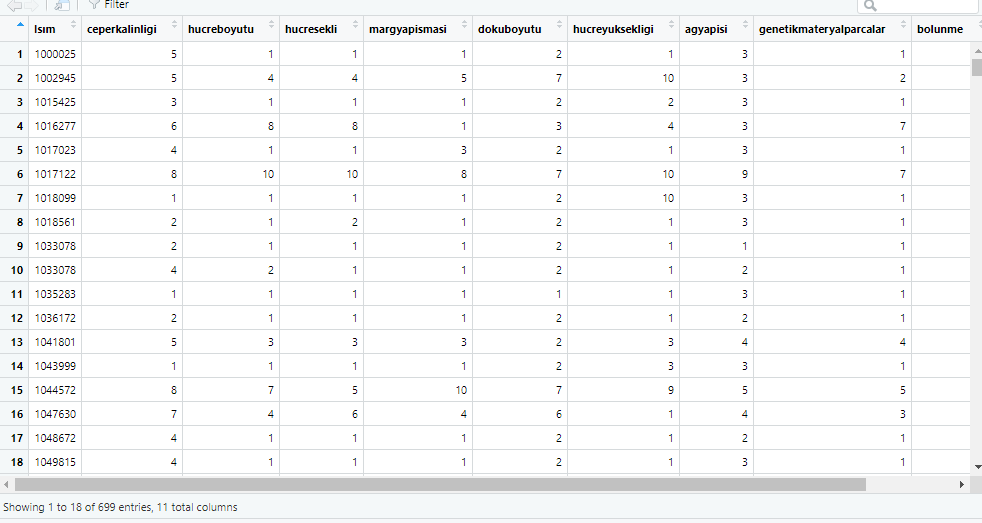 Filter
Isım ceperkalinligi hucreboyutu hucresekli margyapismasi dokuboyutu hucreyuksekligi agyapisi genetikmateryalparcalar bolunme
1 1000025 5 1 1 1 2 1 3 1
2 1002945 5 4 4 5 7 10 3 2
3 1015425 3 1 1 1 2 2 3 1
4 1016277 6 8 8 1 3 4 3 7
5 1017023 4 1 1 3 2 1 3 1
6 1017122 8 10 10 8 7 10 9 7
7 1018099 1 1 1 1 2 10 3 1
8 1018561 2 1 2 1 2 1 3 1
9 1033078 2 1 1 1 2 1 1 1
10 1033078 4 2 1 1 2 1 2 1
11 1035283 1 1 1 1 1 1 3 1
12 1036172 2 1 1 1 2 1 2 1
13 1041801 5 3 3 3 2 3 4 4
14 1043999 1 1 1 1 2 3 3 1
15 1044572 8 7 5 10 7 9 5 5
16 1047630 7 4 6 4 6 1 4 3
17 1048672 4 1 1 1 2 1 2 1
18 1049815 4 1 1 1 2 1 3 1
Showing 1 to 18 of 699 entries, 11 total columns